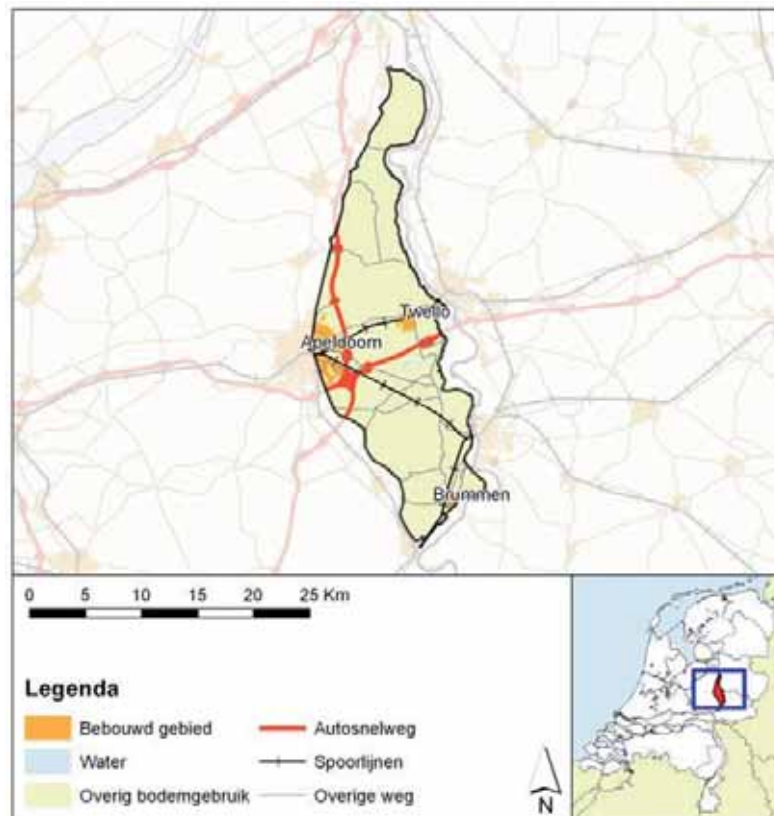 Twello
Apeldoorn
Brummen
0 5 10 15 20 25 Km
Legenda
Bebouwd gebied
Autosnelweg
Water
Spoorlijnen
Overig bodemgebruik
Overige weg
N